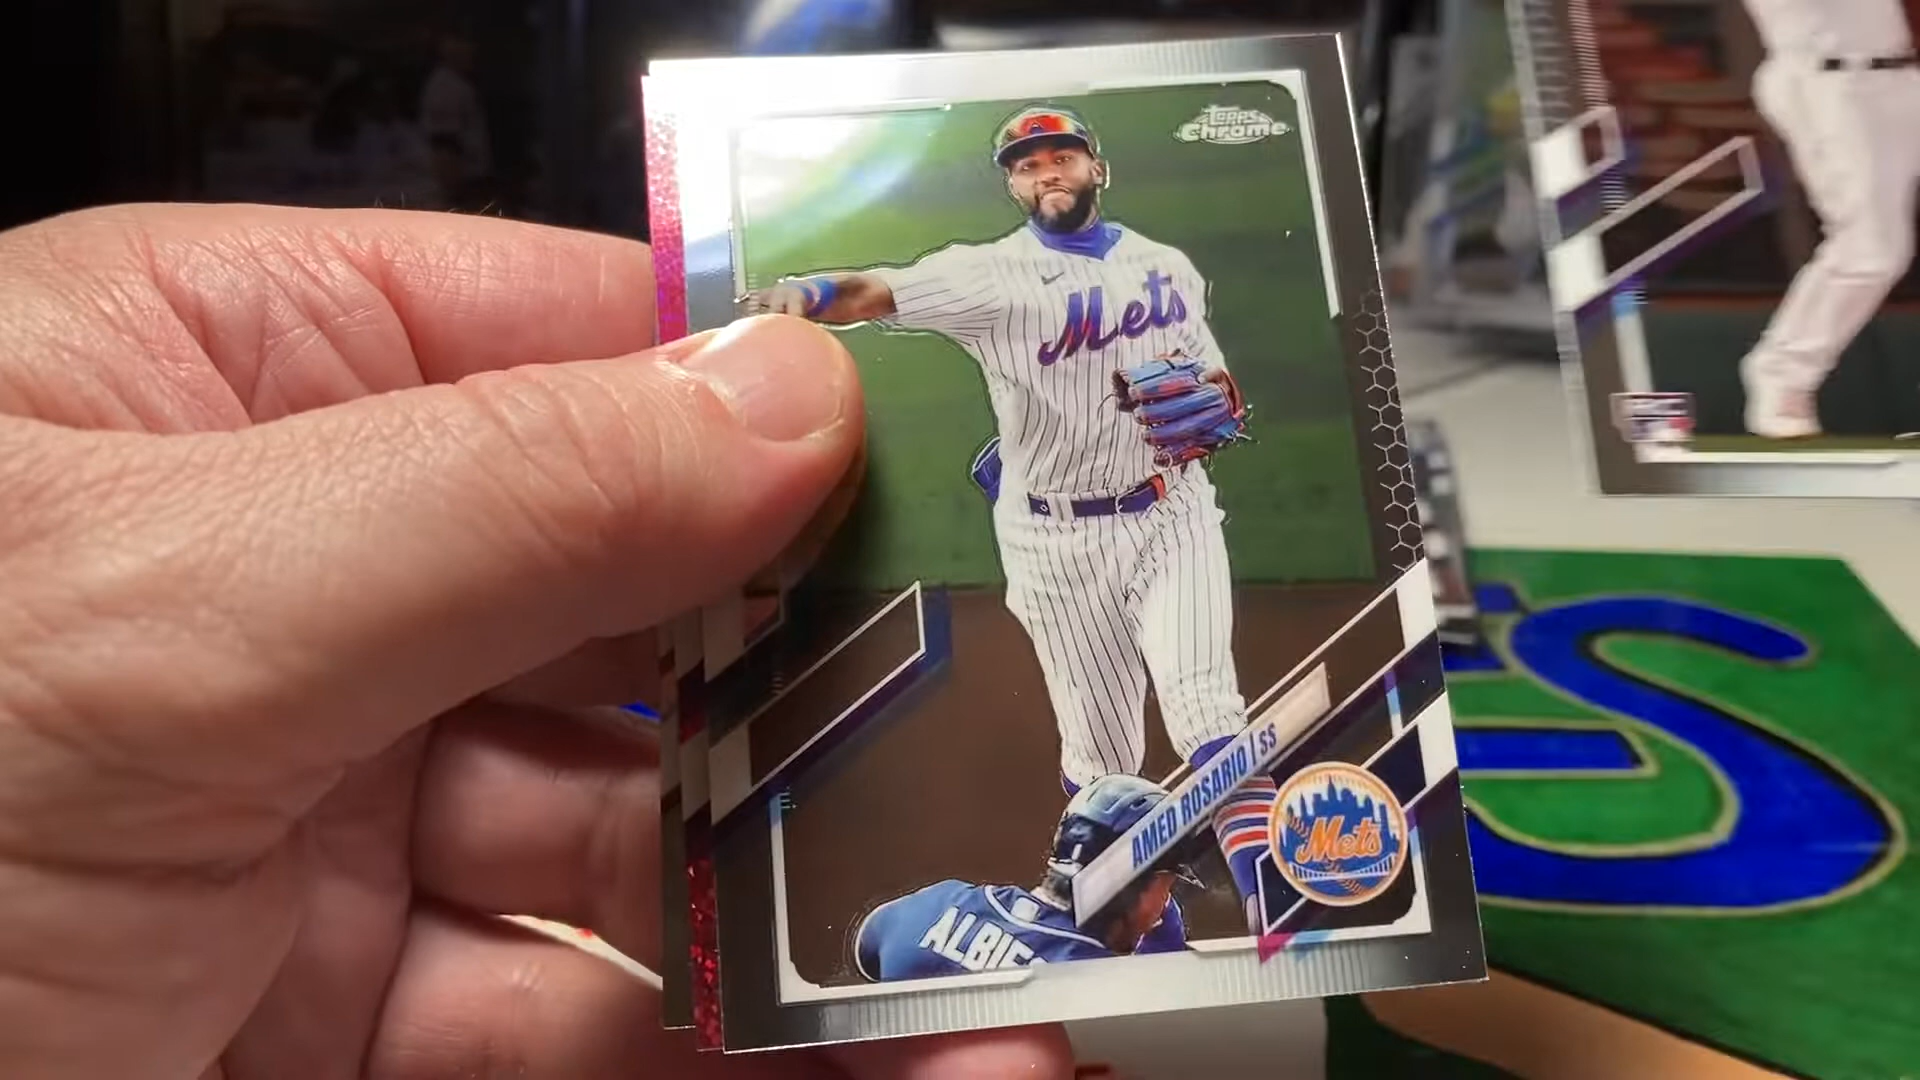 Topps
Chrome
Mets
AMED ROSARIO | SS
Mets
ALBIE
S